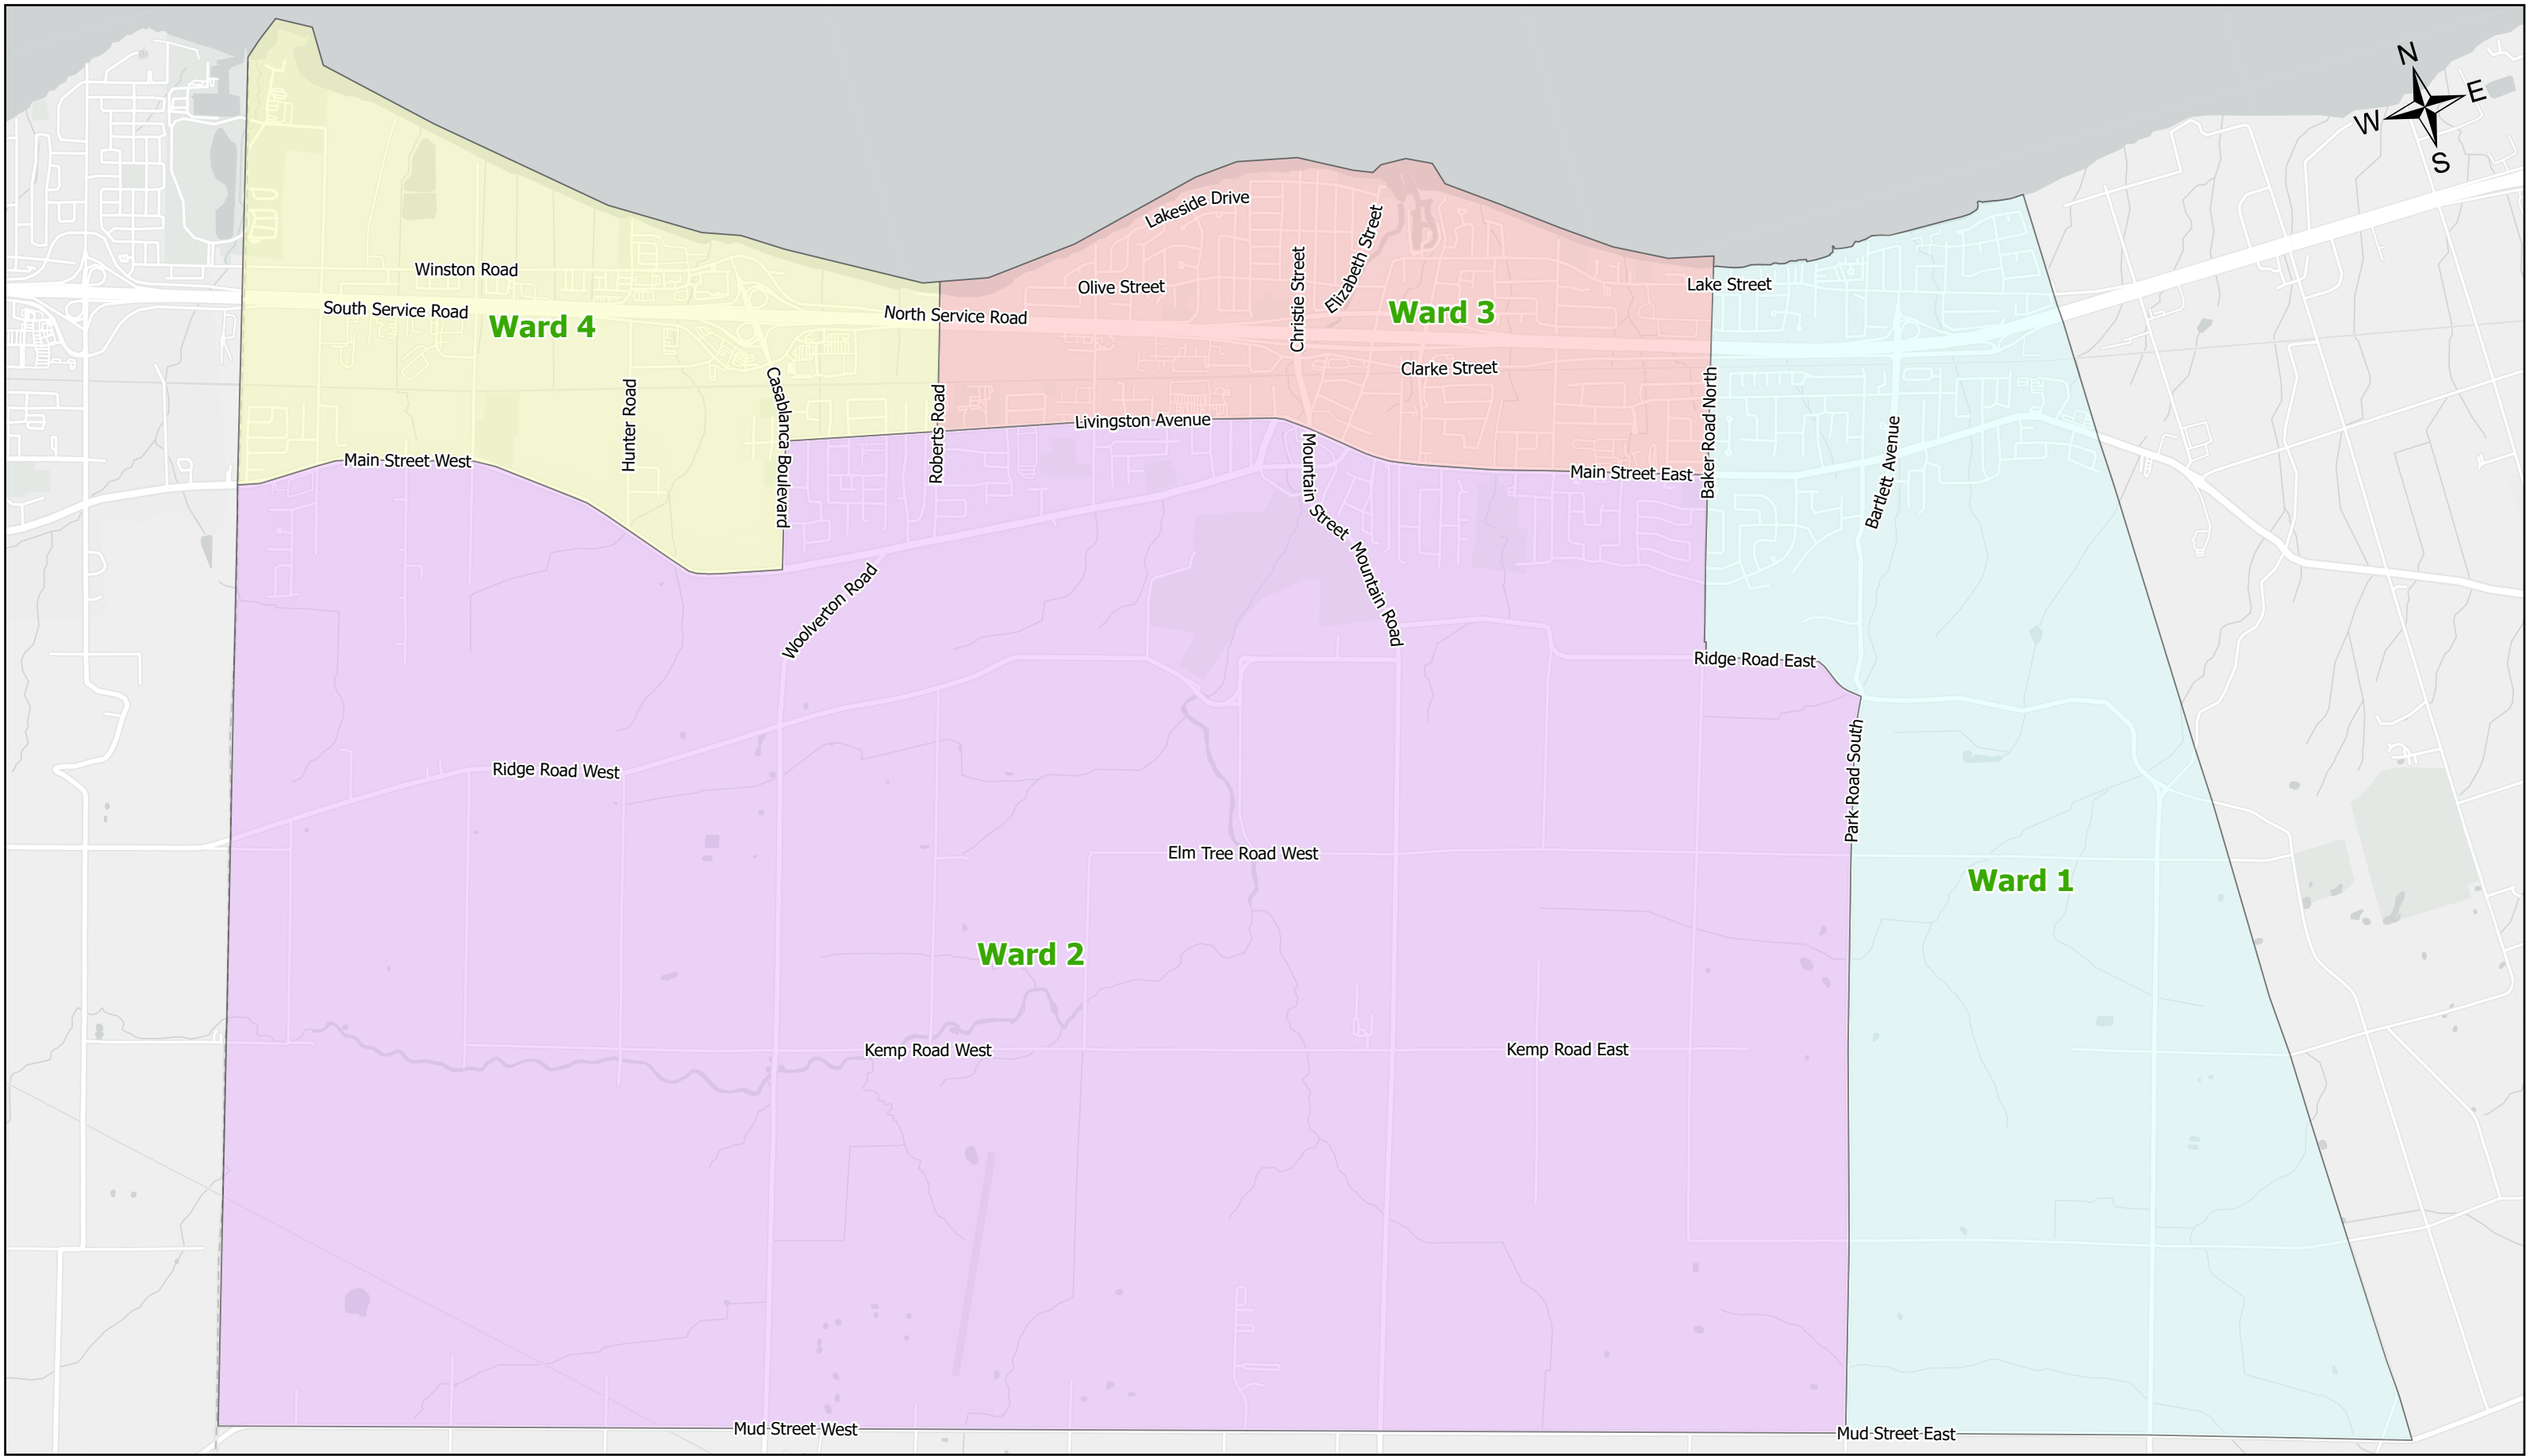 N
E
W
S
Lakeside Drive
Elizabeth Street
Christie Street
Winston Road
Olive Street
Lake Street
South Service Road
North Service Road
Ward 4
Ward 3
Clarke Street
Hunter Road
Casablanca Boulevard
Roberts Road
Livingston Avenue
Baker Road North
Bartlett Avenue
Main Street West
Main Street East
Mountain Street
Mountain Road
Woolverton Road
Ridge Road East
Ridge Road West
Park Road South
Elm Tree Road West
Ward 1
Ward 2
Kemp Road West
Kemp Road East
Mud Street West
Mud Street East